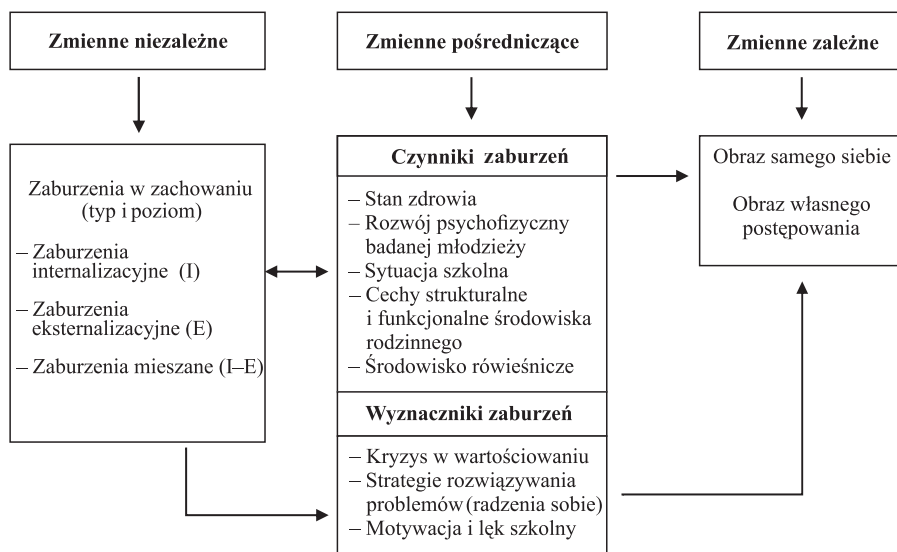 Zmienne niezależne
Zmienne pośredniczące
Zmienne zależne
Zaburzenia w zachowaniu
(typ i poziom)
– Zaburzenia
internalizacyjne (I)
– Zaburzenia
eksternalizacyjne (E)
– Zaburzenia mieszane (I–E)
Czynniki zaburzeń
– Stan zdrowia
– Rozwój psychofizyczny
badanej młodzieży
– Sytuacja szkolna
– Cechy strukturalne
i funkcjonalne środowiska
rodzinnego
– Środowisko rówieśnicze
Wyznaczniki zaburzeń
– Kryzys w wartościowaniu
– Strategie rozwiązywania
problemów (radzenia sobie)
– Motywacja i lęk szkolny
Obraz samego siebie
Obraz własnego
postępowania